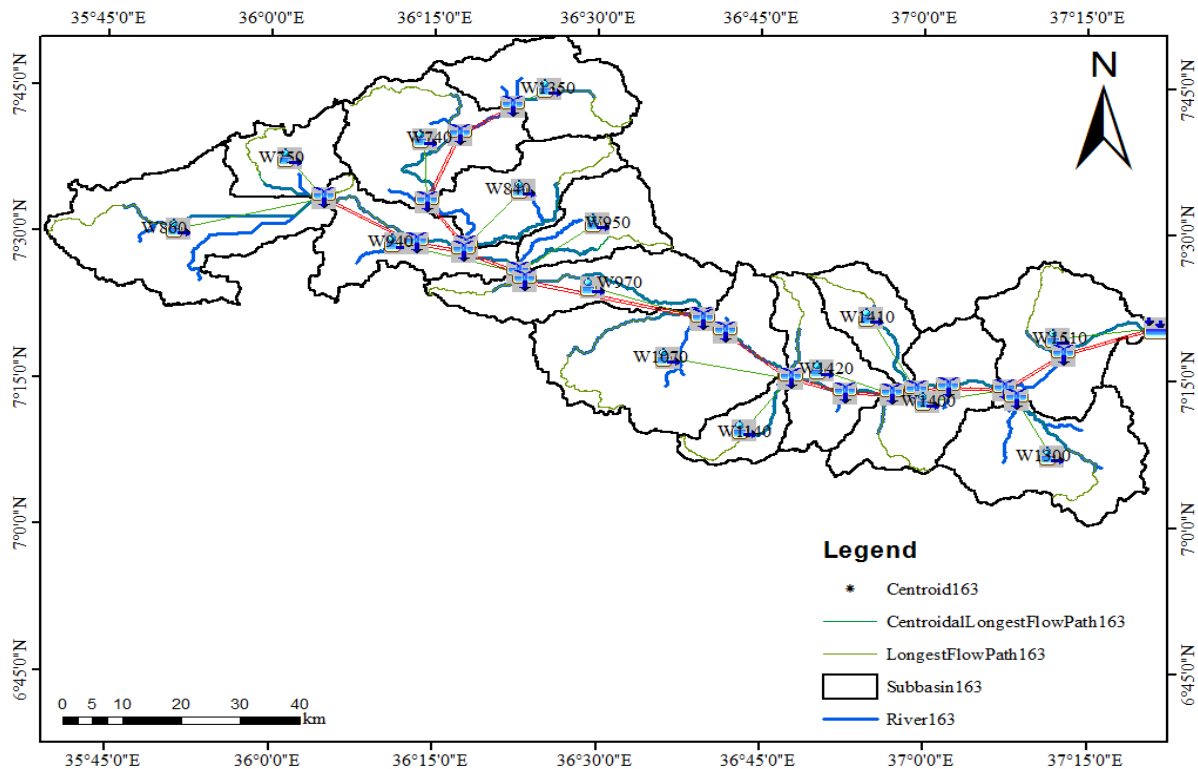 35°45'0"E 36°0'0"E 36°15'0"E 36°30'0"E 36°45'0"E 37°0'0"E 37°15'0"E
N
7°45'0"N
7°45'0"N
W1350
W740
W750
W840
W950
7°30'0"N
7°30'0"N
W860
W940
W970
W1410
W1510
W1070
W1420
7°15'0"N
7°15'0"N
W1400
W1140
W1300
7°0'0"N
7°0'0"N
Legend
Centroid163
CentroidalLongestFlowPath163
LongestFlowPath163
Subbasin163
River163
6°45'0"N
6°45'0"N
0 5 10 20 30 40
km
35°45'0"E 36°0'0"E 36°15'0"E 36°30'0"E 36°45'0"E 37°0'0"E 37°15'0"E